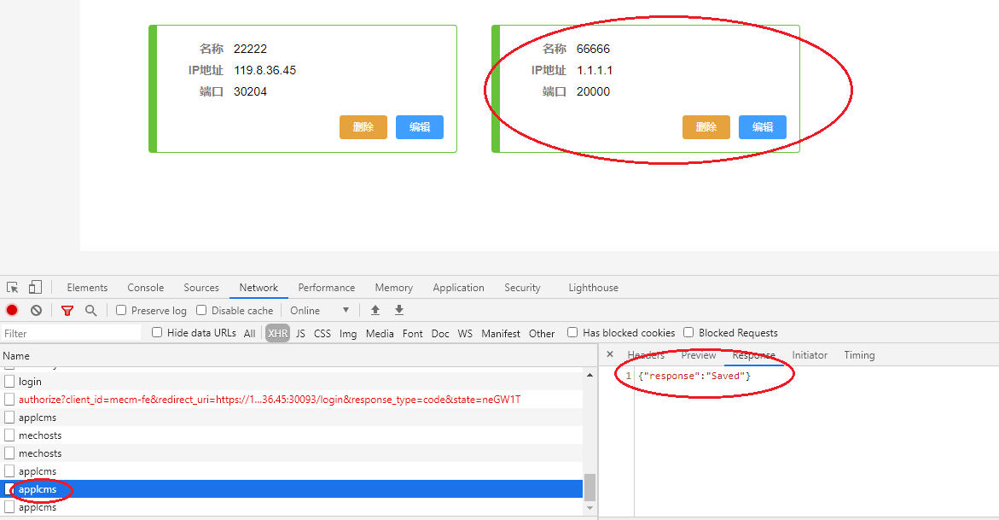 名称 22222
IP地址 119.8.36.45
端口 30204
删除 编辑
名称 66666
IP地址 1.1.1.1
端口 20000
删除 编辑
Elements Console Sources Network Performance Memory Application Security Lighthouse
Preserve log Disable cache Online
Filter Hide data URLs All XHR JS CSS Img Media Font Doc WS Manifest Other Has blocked cookies Blocked Requests
Name
login
authorize?client_id=mecm-fe&redirect_uri=https://1...36.45:30093/login&response_type=code&state=neGW1T
applcms
mechosts
mechosts
applcms
applcms
applcms
× Headers Preview Response Initiator Timing
1 {"response":"Saved"}